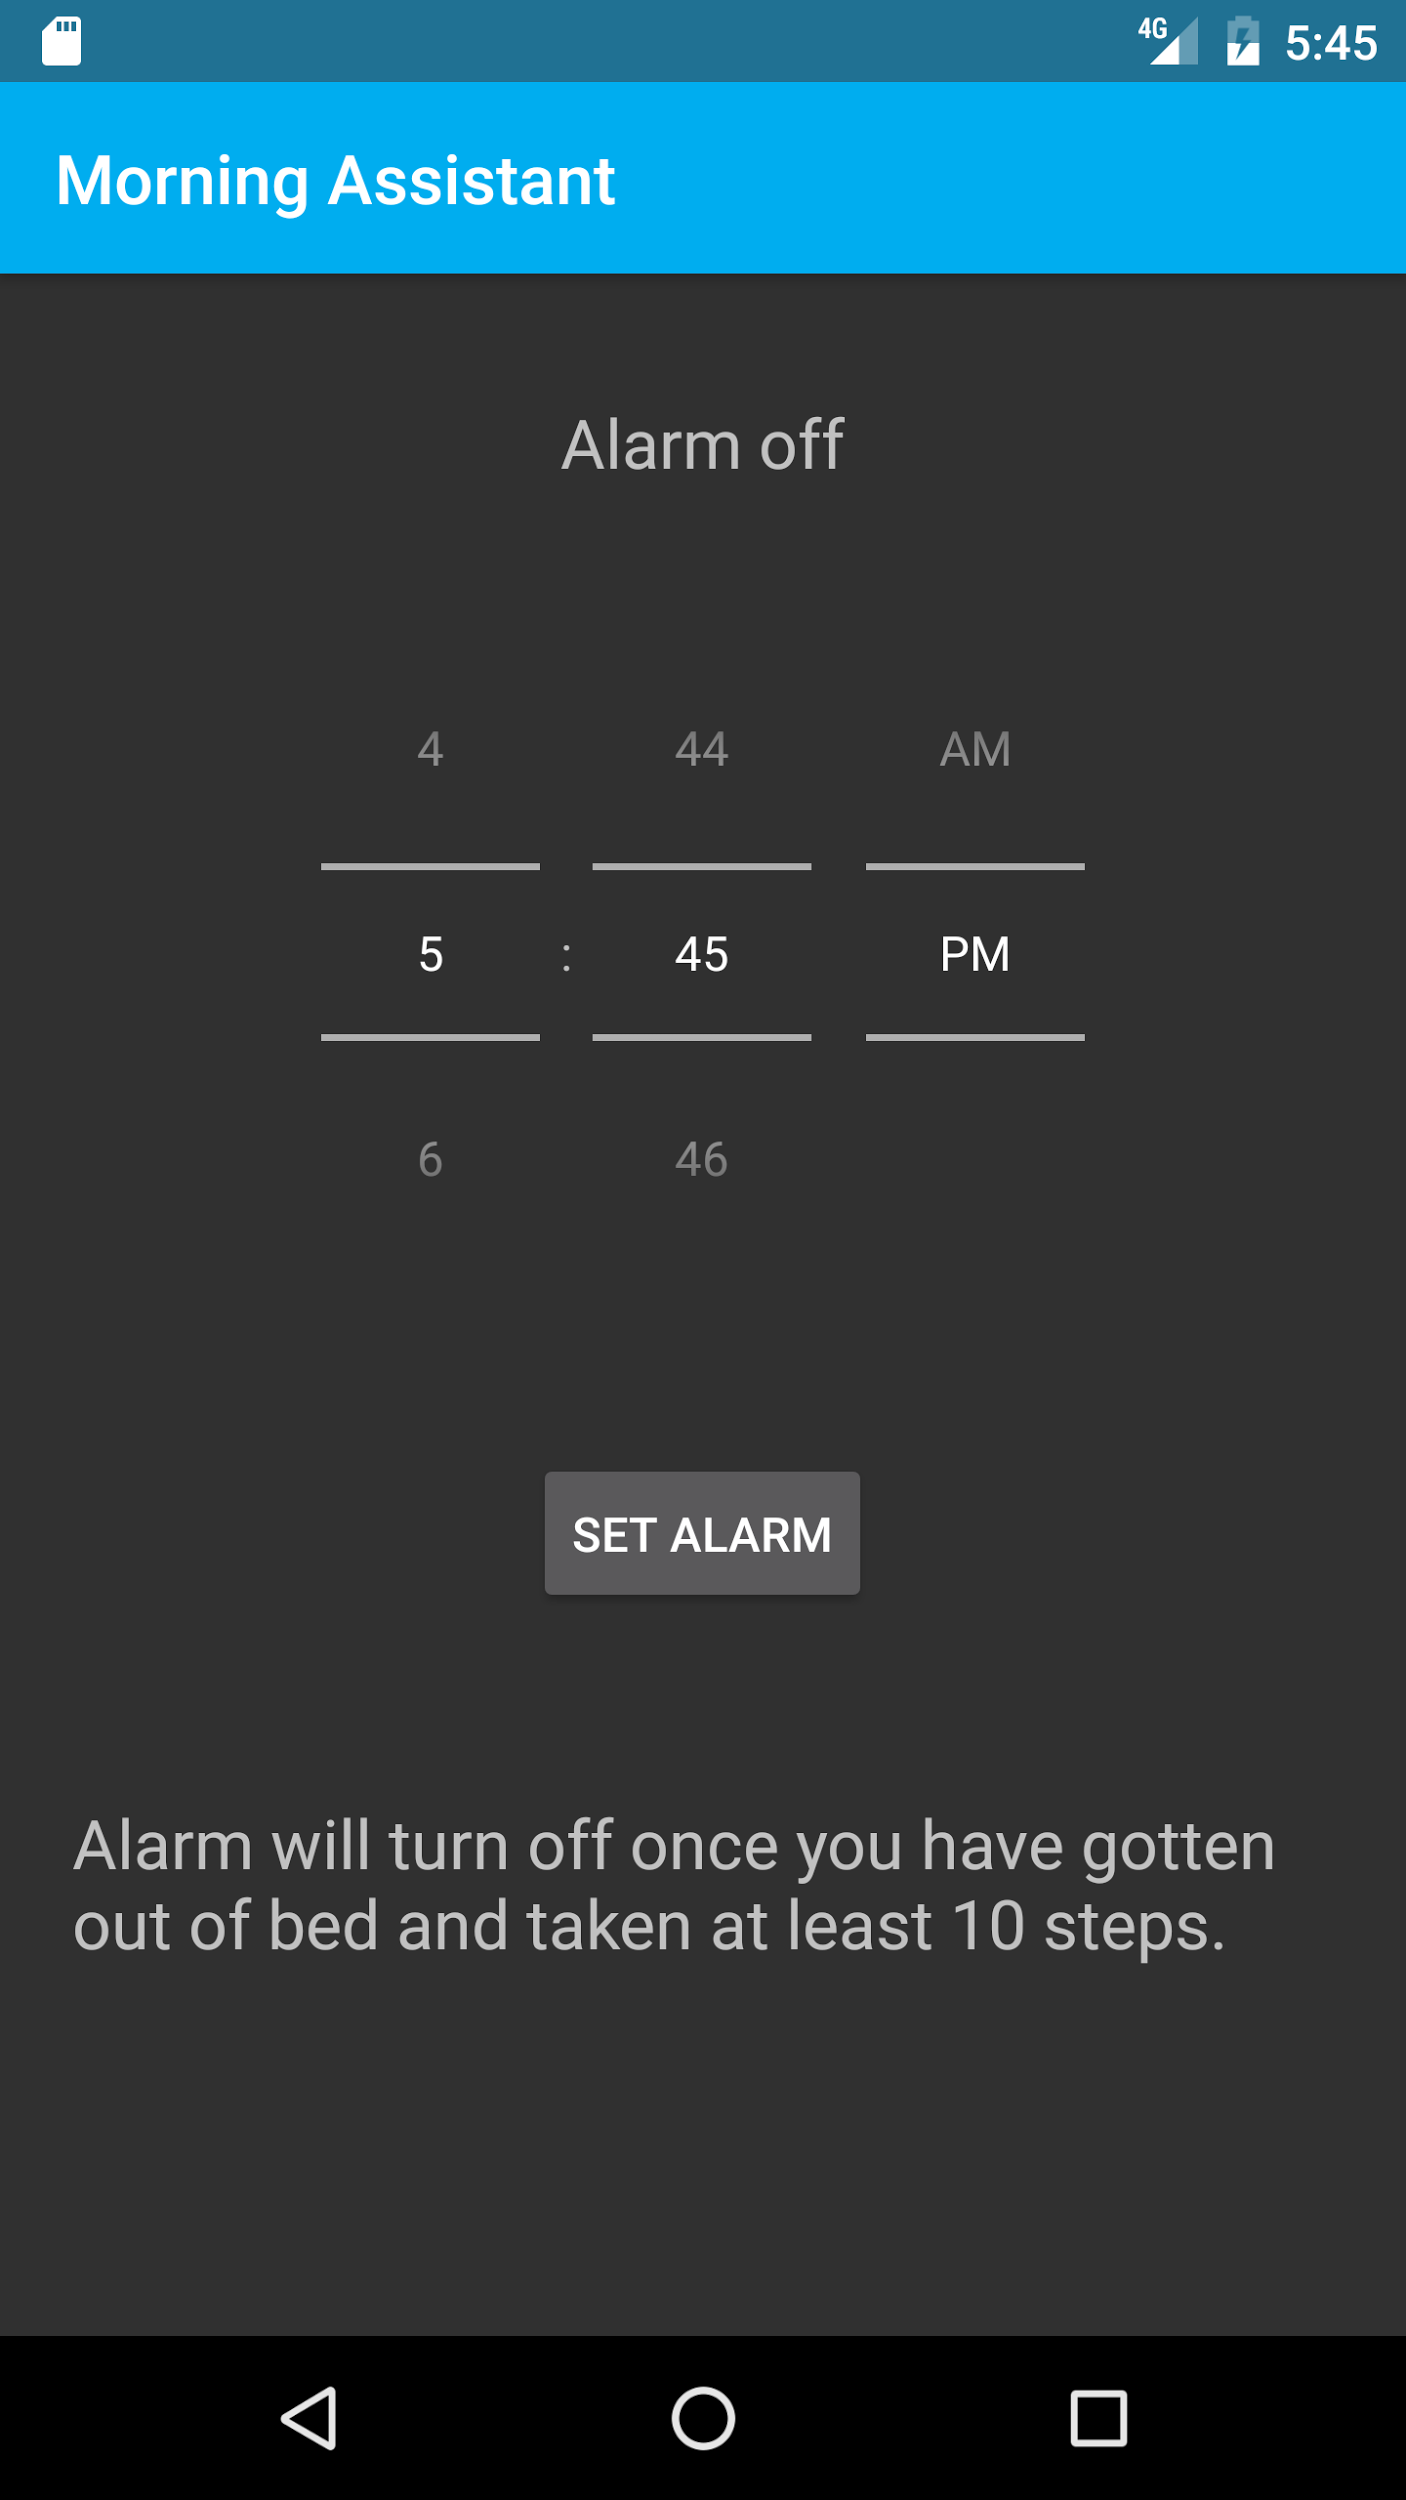 4G 5:45
Morning Assistant
Alarm off
4 44 AM
5 : 45 PM
6 46
SET ALARM
Alarm will turn off once you have gotten
out of bed and taken at least 10 steps.